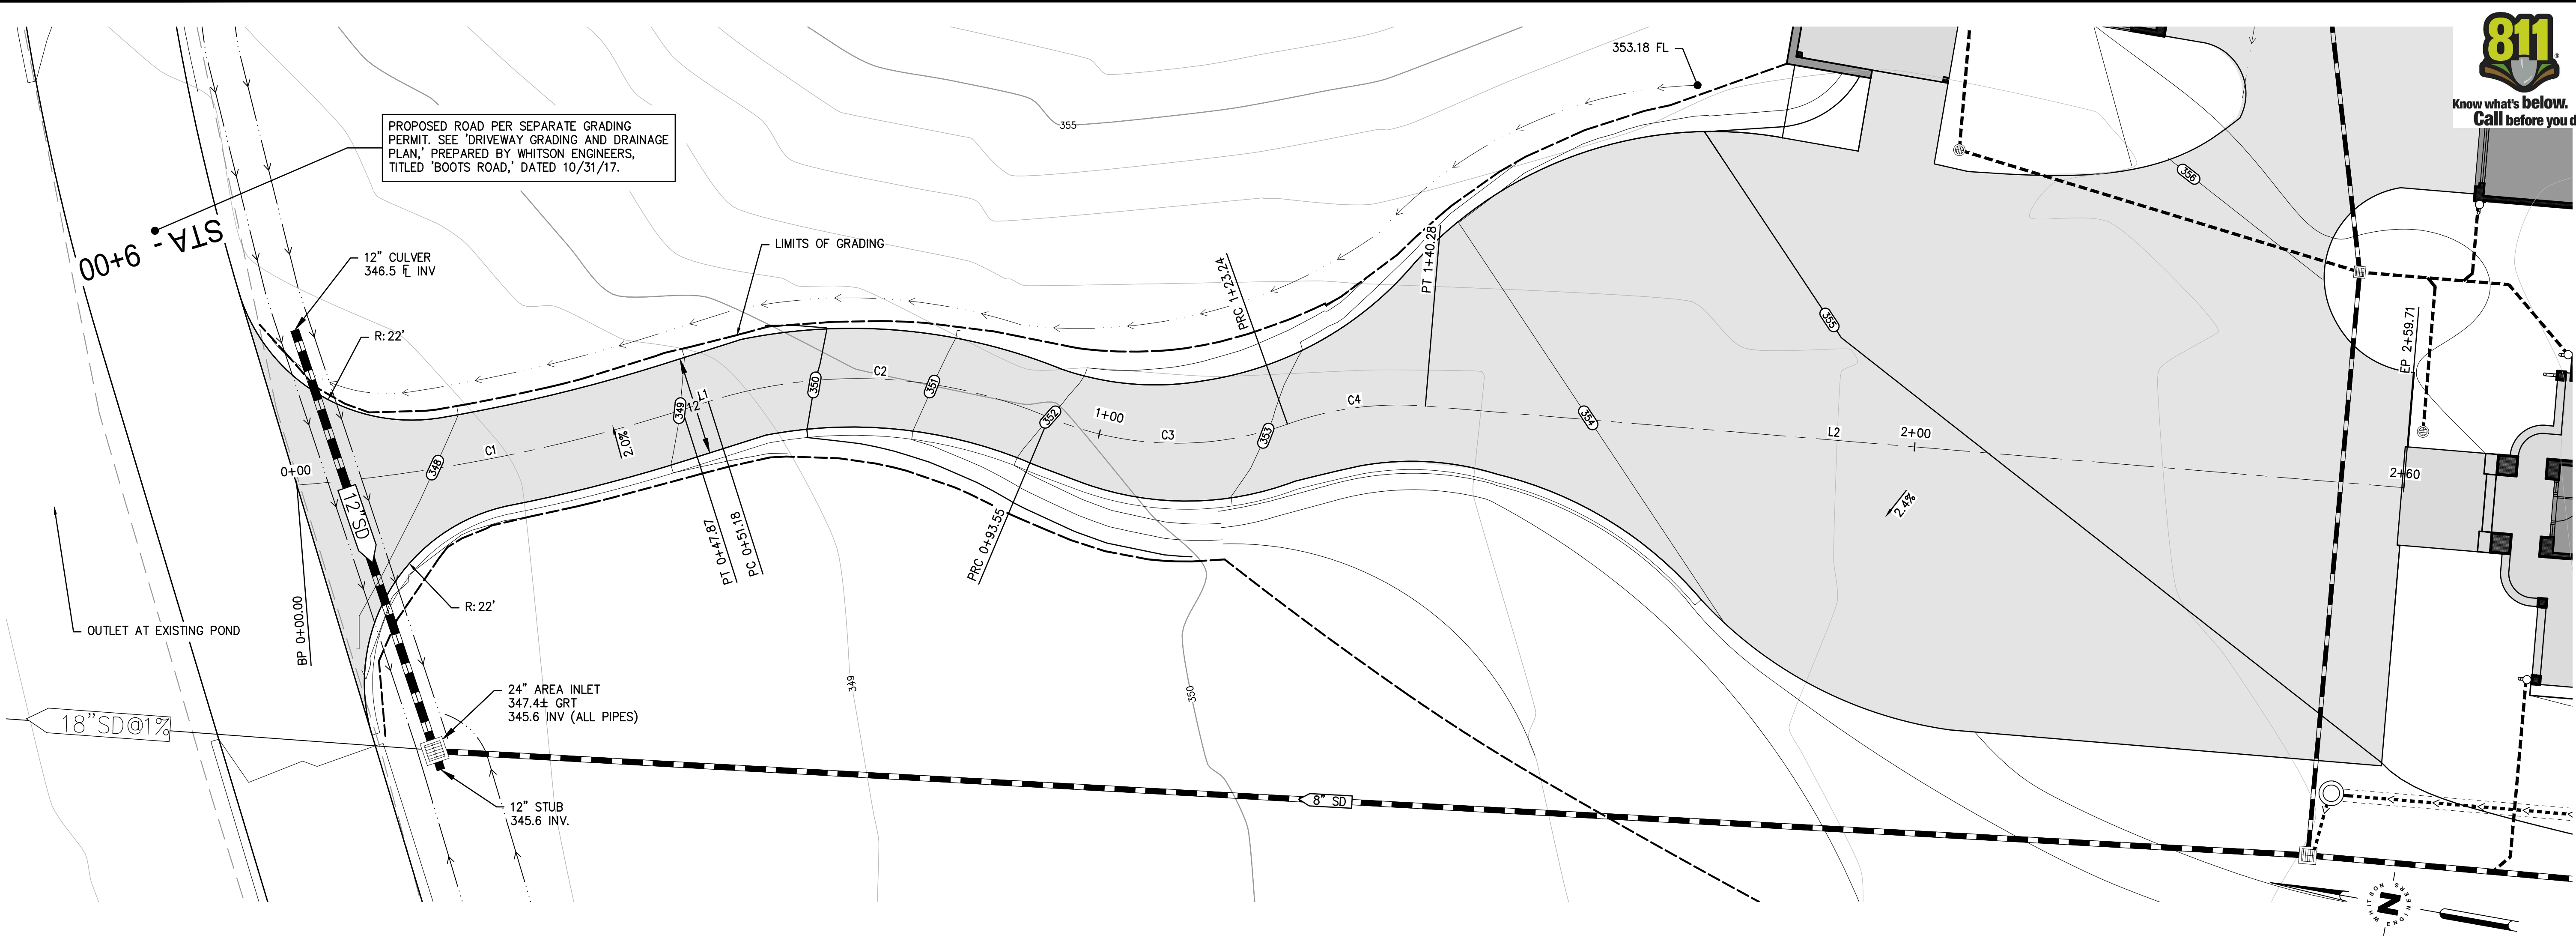 811
Know what's below.
Call before you d
353.18 FL
355
PROPOSED ROAD PER SEPARATE GRADING
PERMIT. SEE 'DRIVEWAY GRADING AND DRAINAGE
PLAN,' PREPARED BY WHITSON ENGINEERS,
TITLED 'BOOTS ROAD,' DATED 10/31/17.
STA - 9+00
12" CULVER
346.5 FL INV
LIMITS OF GRADING
R: 22'
PRC 1+23.24
PT 1+40.28
356
355
EP 2+59.71
349
12'
L1
350
C2
351
352
1+00
C3
353
C4
354
L2
2+00
2+60
2.4%
2.0%
C1
348
0+00
12"SD
PT 0+47.87
PC 0+51.18
PRC 0+93.55
R: 22'
BP 0+00.00
OUTLET AT EXISTING POND
18"SD@1%
24" AREA INLET
347.4± GRT
345.6 INV (ALL PIPES)
349
350
12" STUB
345.6 INV.
8" SD
N
WHITSON ENGINEERS